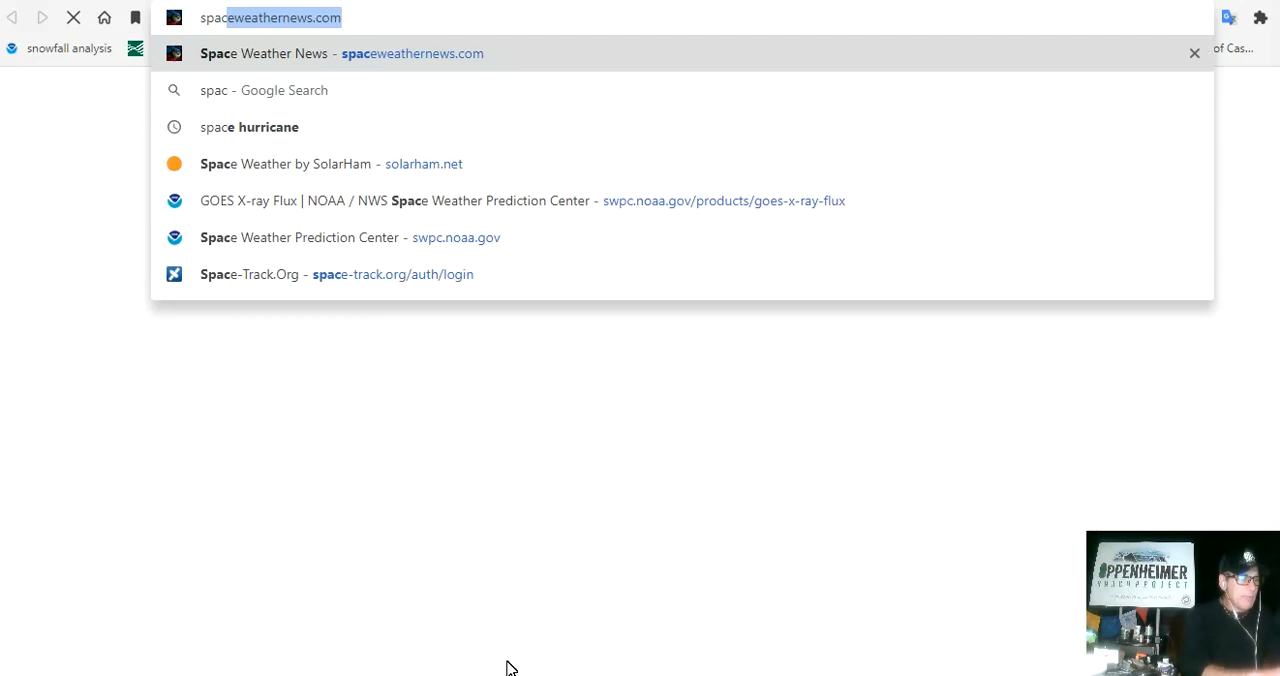 spaceweathernews.com
snowfall analysis
of Cas...
Space Weather News - spaceweathernews.com
spac - Google Search
space hurricane
Space Weather by SolarHam - solarham.net
GOES X-ray Flux | NOAA / NWS Space Weather Prediction Center - swpc.noaa.gov/products/goes-x-ray-flux
Space Weather Prediction Center - swpc.noaa.gov
Space-Track.Org - space-track.org/auth/login
OPPENHEIMER